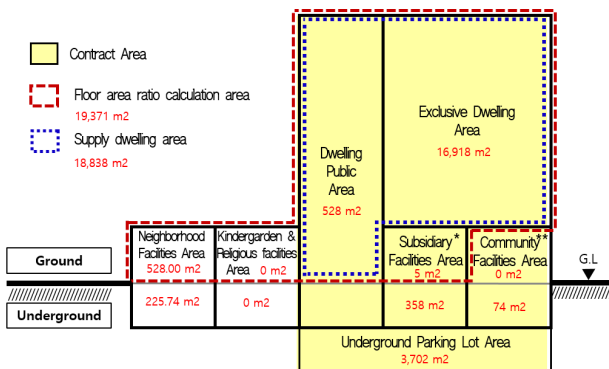 Contract Area
Floor area ratio calculation area
19,371 m2
Supply dwelling area
18,838 m2
Exclusive Dwelling
Area
16,918 m2
Dwelling
Public
Area
528 m2
Neighborhood
Facilities Area
528.00 m2
Kindergarden &
Religious facilities
Area 0 m2
Subsidiary*
Facilities Area
5 m2
Community**
Facilities Area
0 m2
Ground
G.L
Underground
225.74 m2
0 m2
358 m2
74 m2
Underground Parking Lot Area
3,702 m2